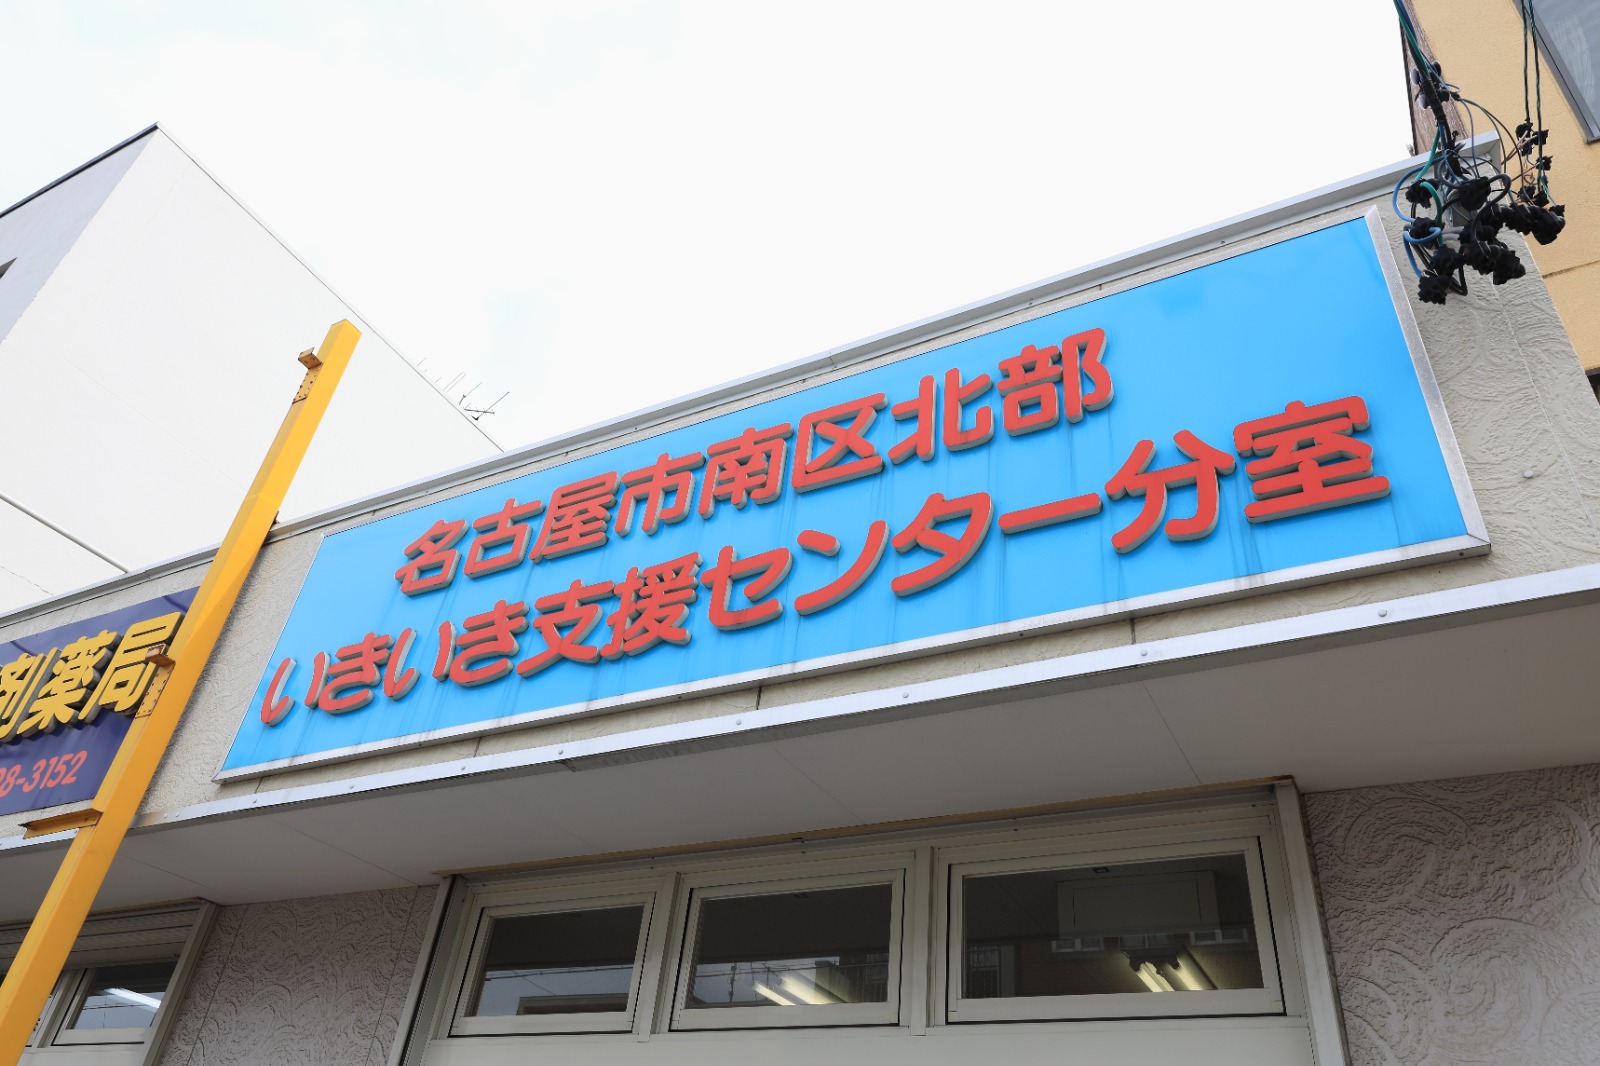 名古屋市南区北部
いきいき支援センター分室
剤薬局
28-3152